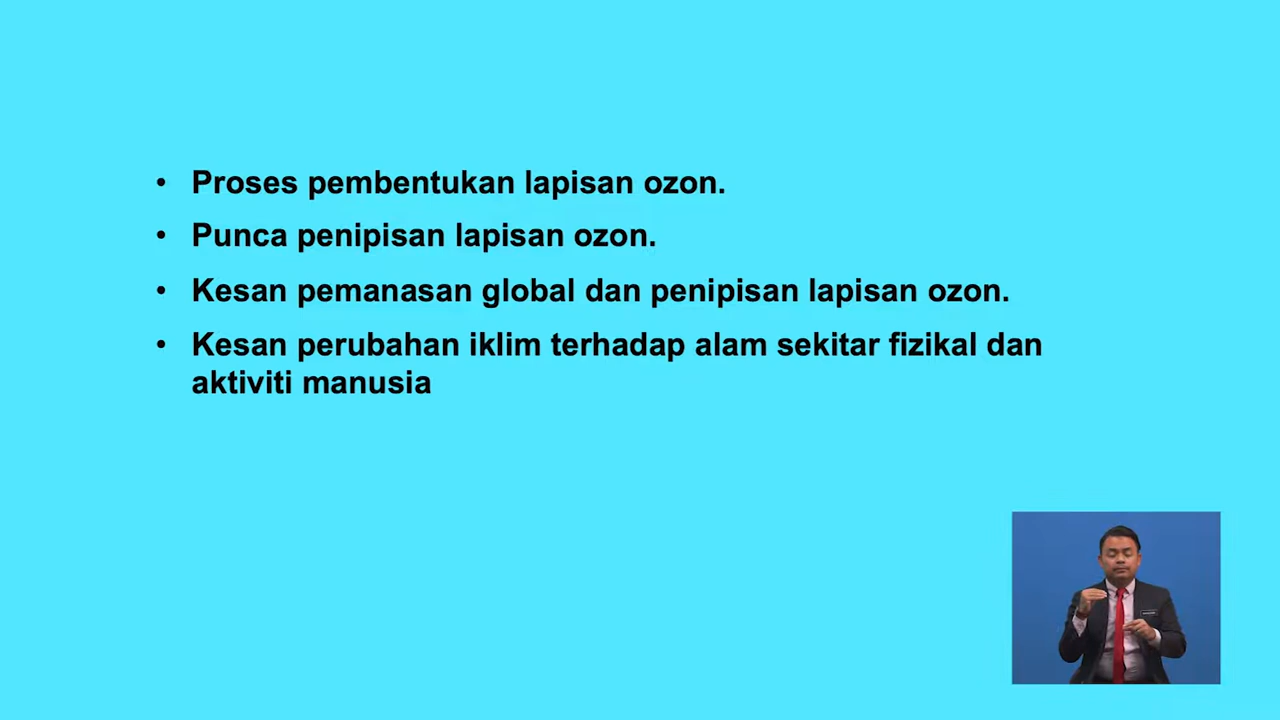 • Proses pembentukan lapisan ozon.
• Punca penipisan lapisan ozon.
• Kesan pemanasan global dan penipisan lapisan ozon.
• Kesan perubahan iklim terhadap alam sekitar fizikal dan
aktiviti manusia